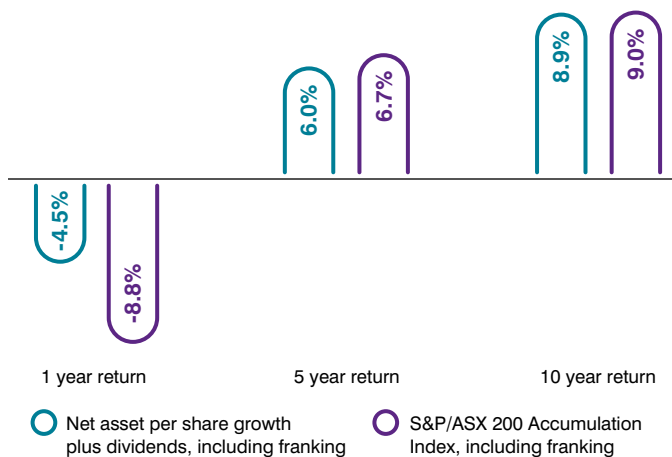 8.9%
9.0%
6.0%
6.7%
-4.5%
-8.8%
1 year return
5 year return
10 year return
Net asset per share growth
plus dividends, including franking
S&P/ASX 200 Accumulation
Index, including franking